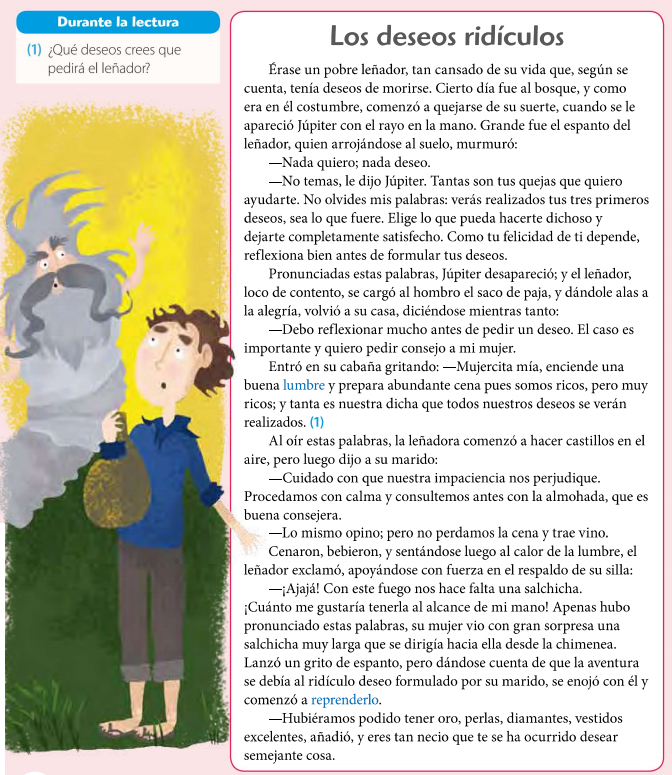 Durante la lectura
(1) ¿Qué deseos crees que
pedirá el leñador?
Los deseos ridículos
Érase un pobre leñador, tan cansado de su vida que, según se
cuenta, tenía deseos de morirse. Cierto día fue al bosque, y como
era en él costumbre, comenzó a quejarse de su suerte, cuando se le
apareció Júpiter con el rayo en la mano. Grande fue el espanto del
leñador, quien arrojándose al suelo, murmuró:
—Nada quiero; nada deseo.
—No temas, le dijo Júpiter. Tantas son tus quejas que quiero
ayudarte. No olvides mis palabras: verás realizados tus tres primeros
deseos, sea lo que fuere. Elige lo que pueda hacerte dichoso y
dejarte completamente satisfecho. Como tu felicidad de ti depende,
reflexiona bien antes de formular tus deseos.
Pronunciadas estas palabras, Júpiter desapareció; y el leñador,
loco de contento, se cargó al hombro el saco de paja, y dándole alas a
la alegría, volvió a su casa, diciéndose mientras tanto:
—Debo reflexionar mucho antes de pedir un deseo. El caso es
importante y quiero pedir consejo a mi mujer.
Entró en su cabaña gritando: —Mujercita mía, enciende una
buena lumbre y prepara abundante cena pues somos ricos, pero muy
ricos; y tanta es nuestra dicha que todos nuestros deseos se verán
realizados. (1)
Al oír estas palabras, la leñadora comenzó a hacer castillos en el
aire, pero luego dijo a su marido:
—Cuidado con que nuestra impaciencia nos perjudique.
Procedamos con calma y consultemos antes con la almohada, que es
buena consejera.
—Lo mismo opino; pero no perdamos la cena y trae vino.
Cenaron, bebieron, y sentándose luego al calor de la lumbre, el
leñador exclamó, apoyándose con fuerza en el respaldo de su silla:
—¡Ajajá! Con este fuego nos hace falta una salchicha.
¡Cuánto me gustaría tenerla al alcance de mi mano! Apenas hubo
pronunciado estas palabras, su mujer vio con gran sorpresa una
salchicha muy larga que se dirigía hacia ella desde la chimenea.
Lanzó un grito de espanto, pero dándose cuenta de que la aventura
se debía al ridículo deseo formulado por su marido, se enojó con él y
comenzó a reprenderlo.
—Hubiéramos podido tener oro, perlas, diamantes, vestidos
excelentes, añadió, y eres tan necio que te se ha ocurrido desear
semejante cosa.